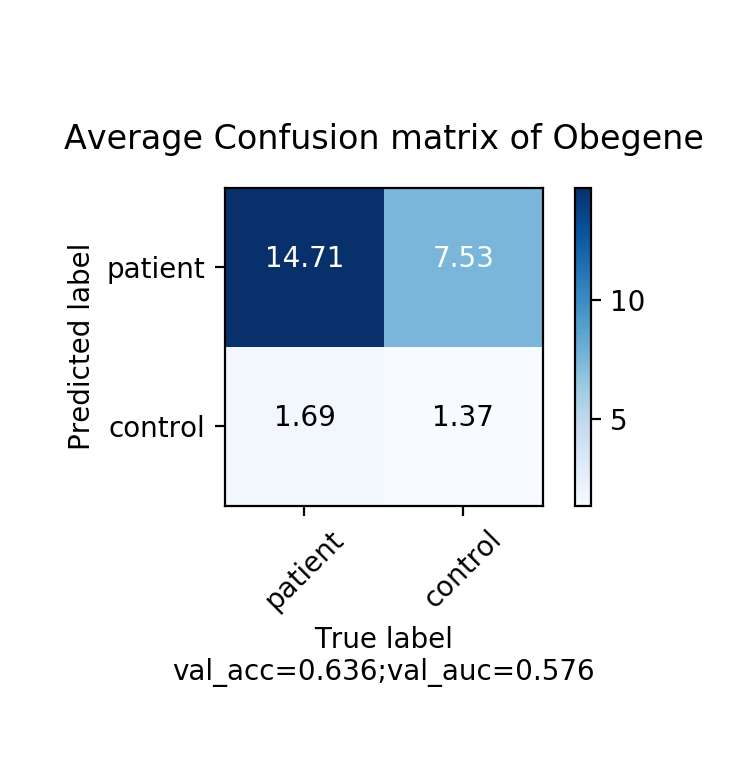 Average Confusion matrix of Obegene
Predicted label
patient
14.71
7.53
control
1.69
1.37
10
5
patient
control
True label
val_acc=0.636;val_auc=0.576